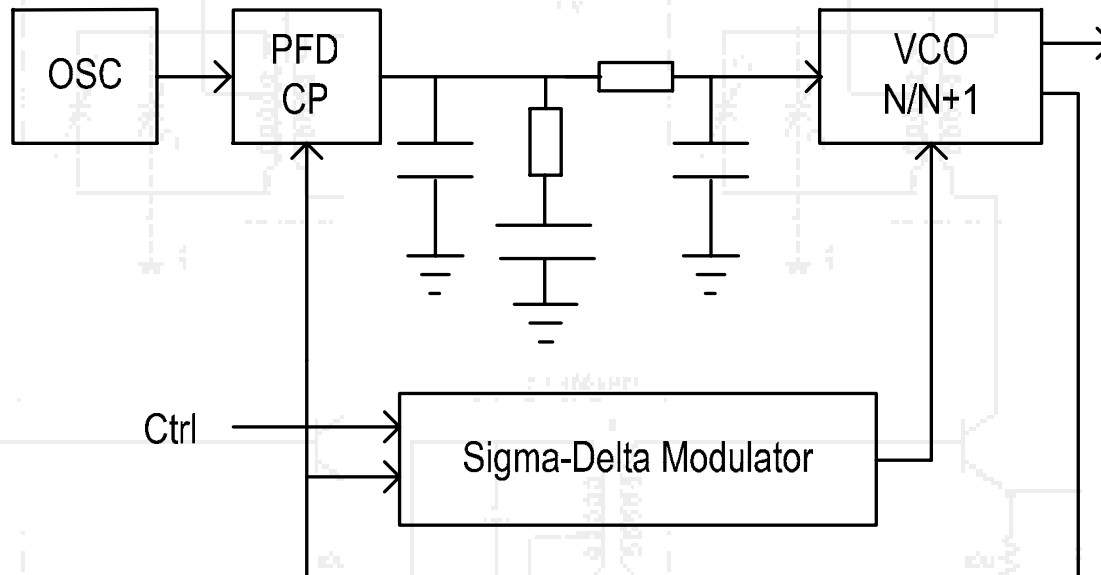 OSC
PFD
CP
VCO
N/N+1
Ctrl
Sigma-Delta Modulator